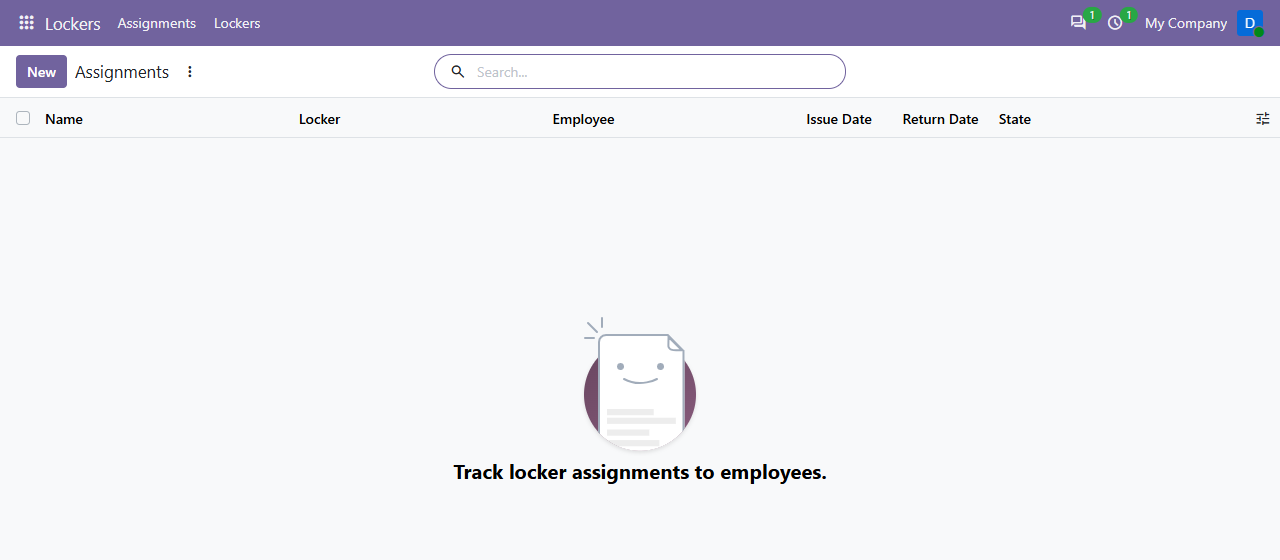 Lockers Assignments Lockers 1 1 My Company D
New Assignments Search...
Name Locker Employee Issue Date Return Date State
Track locker assignments to employees.